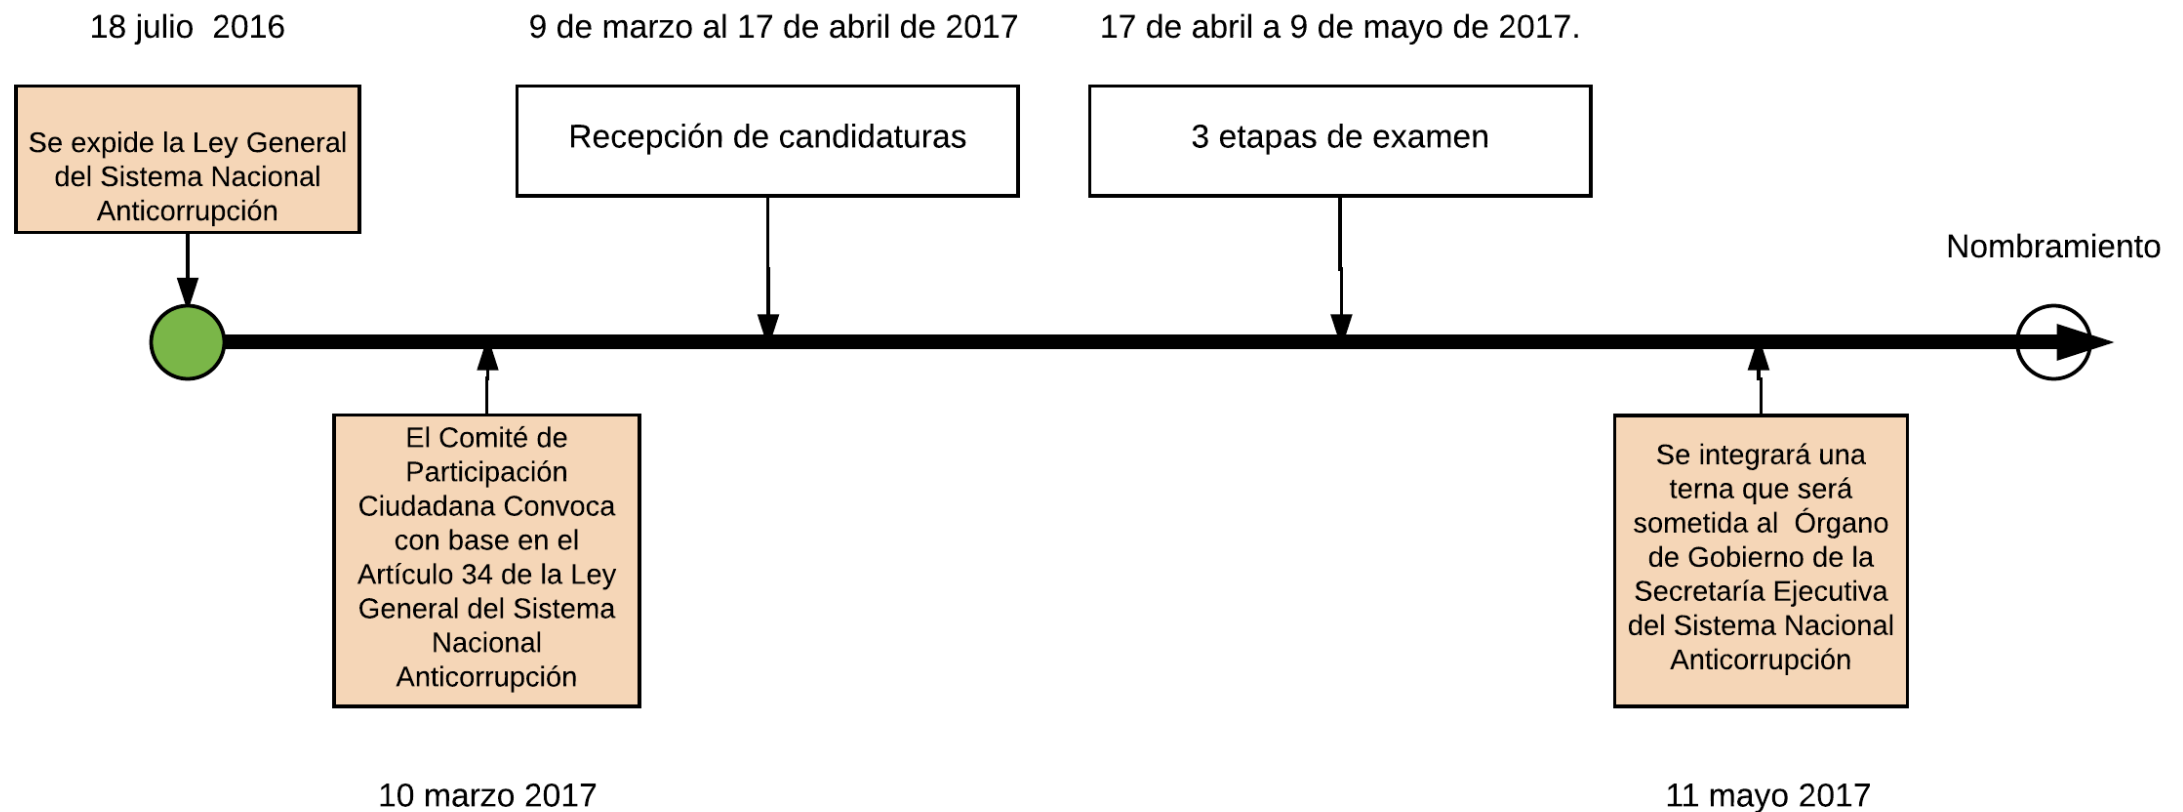 18 julio  2016
9 de marzo al 17 de abril de 2017
17 de abril a 9 de mayo de 2017.
Se expide la Ley General
del Sistema Nacional
Anticorrupción
Recepción de candidaturas
3 etapas de examen
Nombramiento
El Comité de
Participación
Ciudadana Convoca
con base en el
Artículo 34 de la Ley
General del Sistema
Nacional
Anticorrupción
Se integrará una
terna que será
sometida al  Órgano
de Gobierno de la
Secretaría Ejecutiva
del Sistema Nacional
Anticorrupción
10 marzo 2017
11 mayo 2017